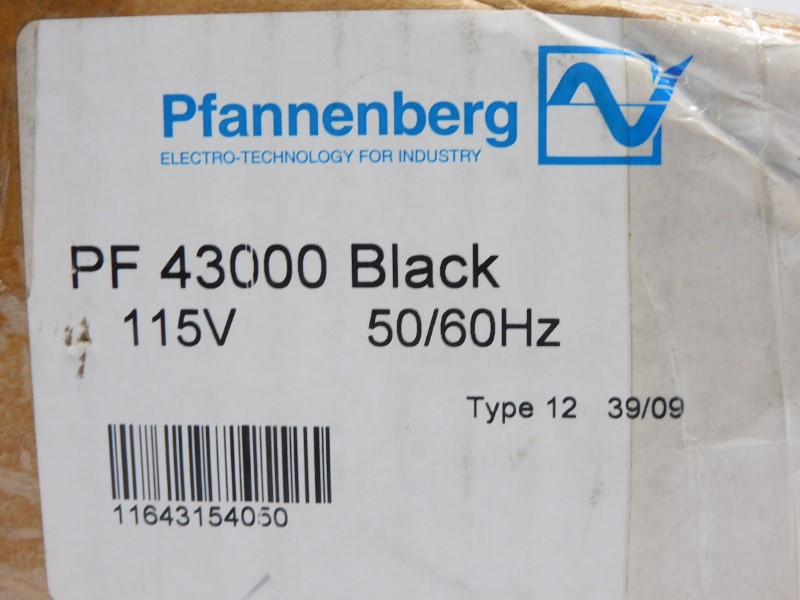 Pfannenberg
ELECTRO-TECHNOLOGY FOR INDUSTRY
PF 43000 Black
115V 50/60Hz
Type 12 39/09
11643154050